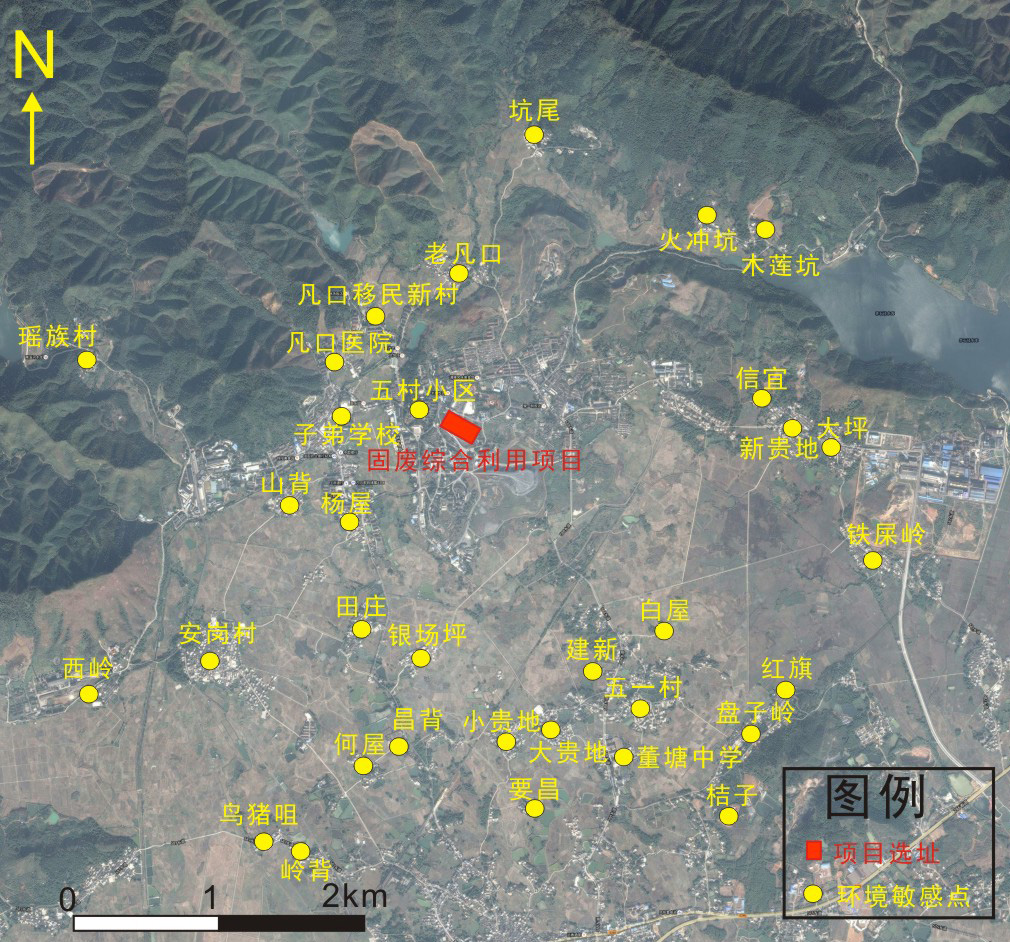 N
坑尾
火冲坑
木莲坑
老凡口
凡口移民新村
瑶族村
凡口医院
五村小区
信宜
子弟学校
新贵地
大坪
固废综合利用项目
山背
杨屋
铁屎岭
田庄
白屋
安岗村
银场坪
建新
西岭
红旗
五一村
昌背
小贵地
盘子岭
何屋
大贵地
董塘中学
要昌
桔子
鸟猪咀
岭背
图例
项目选址
环境敏感点
0 1 2km